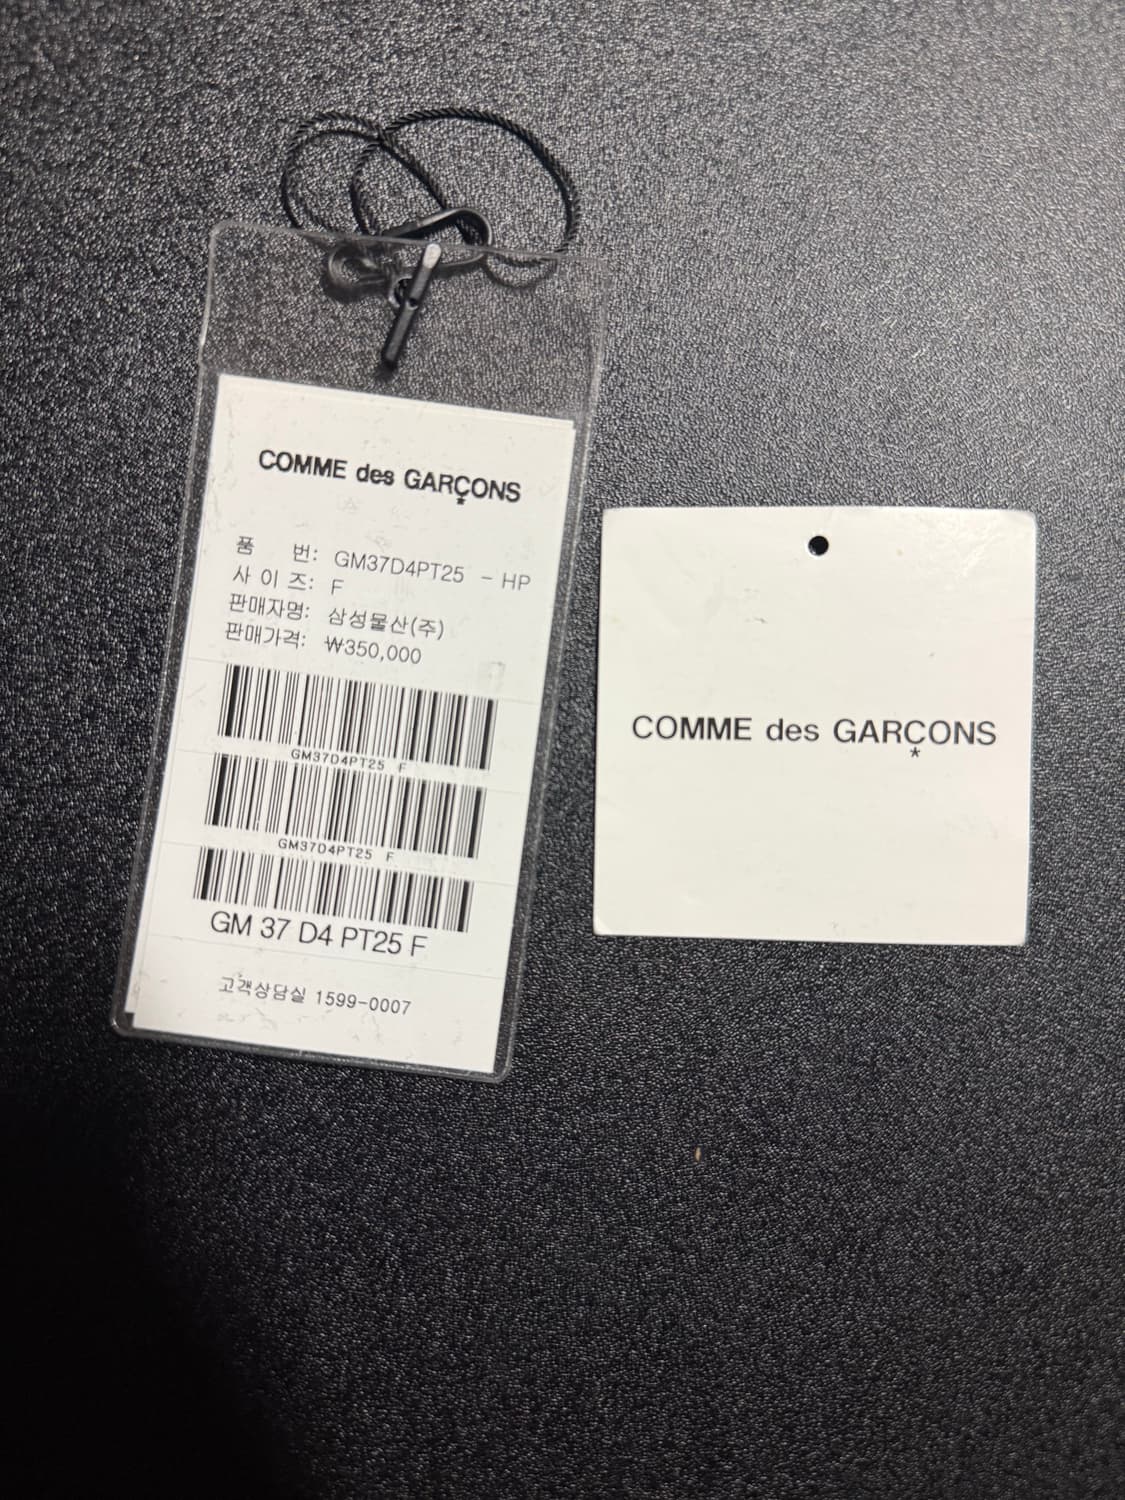 COMME des GARÇONS
*
품 번: GM37D4PT25 - HP
사 이 즈: F
판매자명: 삼성물산(주)
판매가격: ₩350,000
GM37D4PT25 F
GM37D4PT25 F
GM 37 D4 PT25 F
고객상담실 1599-0007
COMME des GARÇONS
*